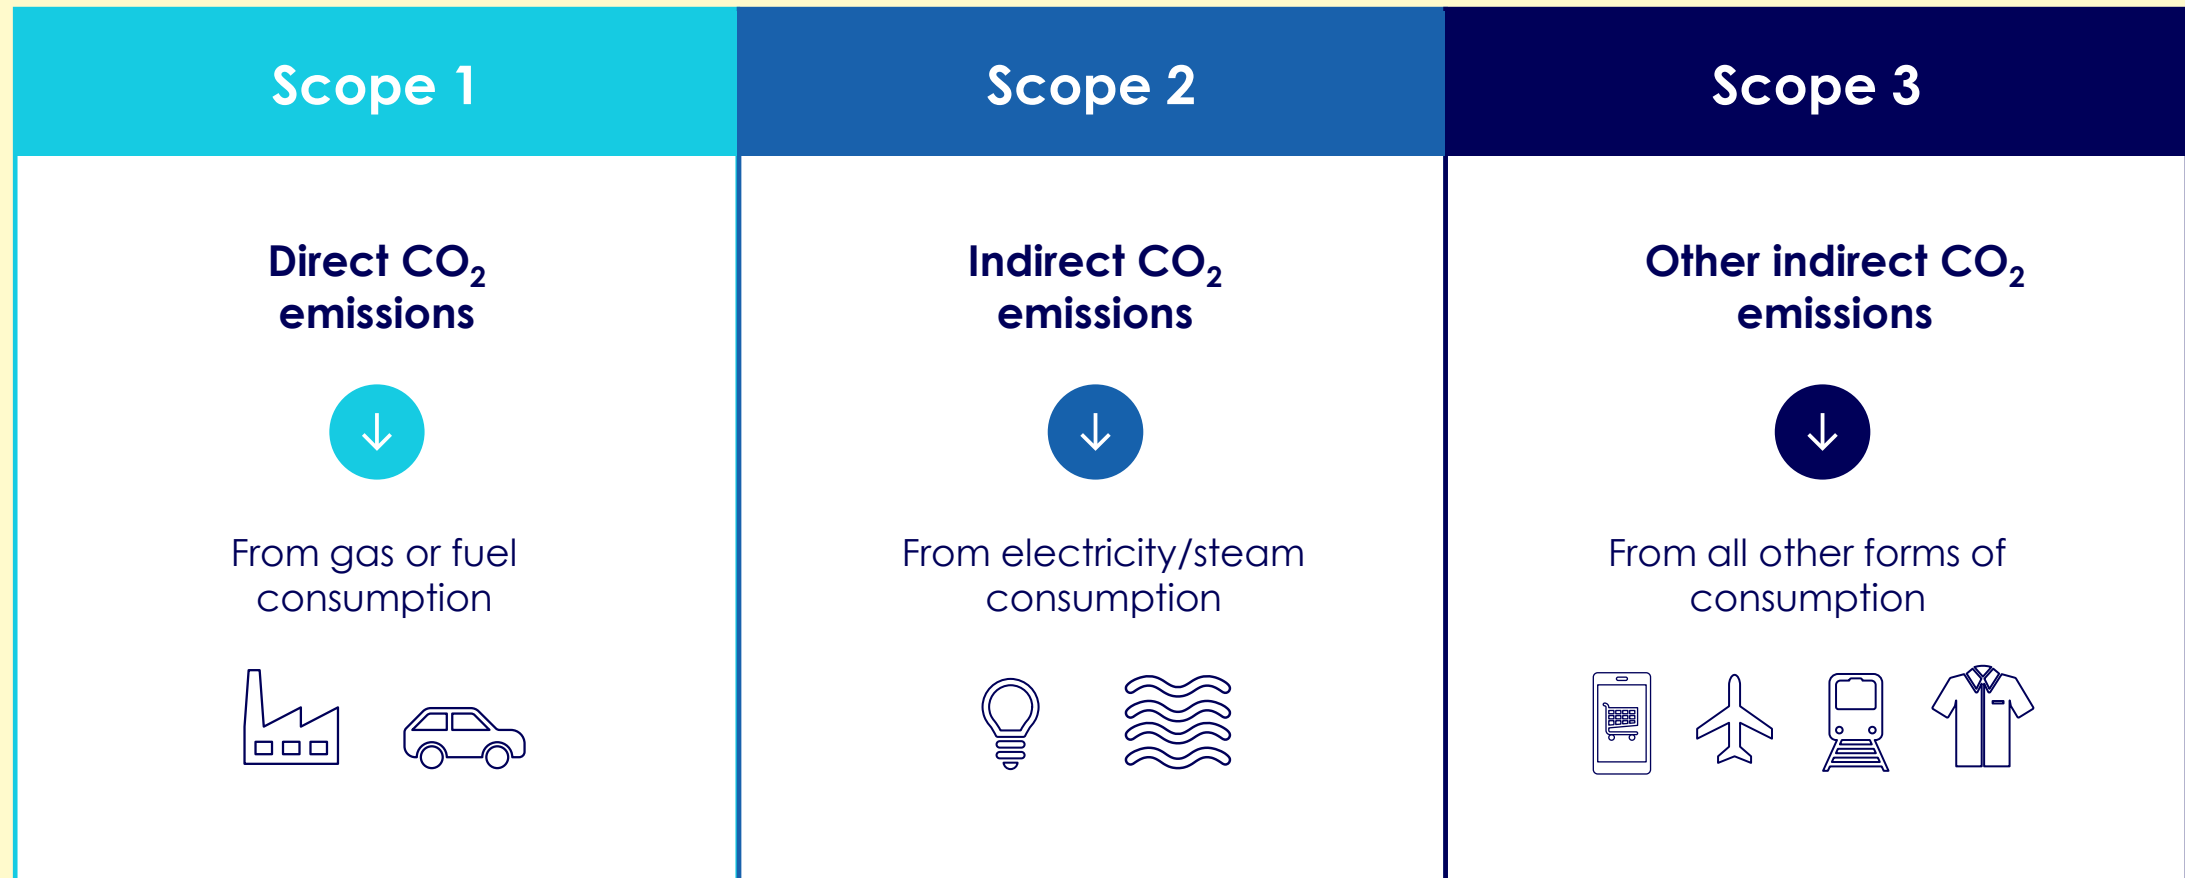 Scope 1
Scope 2
Scope 3
Direct CO₂
emissions
Indirect CO₂
emissions
Other indirect CO₂
emissions
From gas or fuel
consumption
From electricity/steam
consumption
From all other forms of
consumption